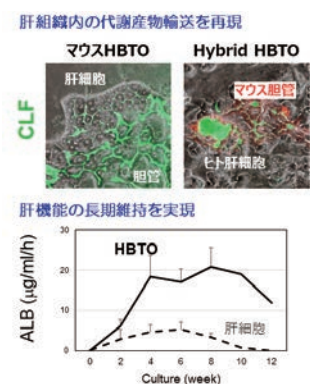 肝組織内の代謝産物輸送を再現
マウスHBTO
Hybrid HBTO
CLF
肝細胞
胆管
マウス胆管
ヒト肝細胞
肝機能の長期維持を実現
ALB (μg/ml/h)
30
20
10
0
HBTO
肝細胞
0 2 4 6 8 10 12
Culture (week)